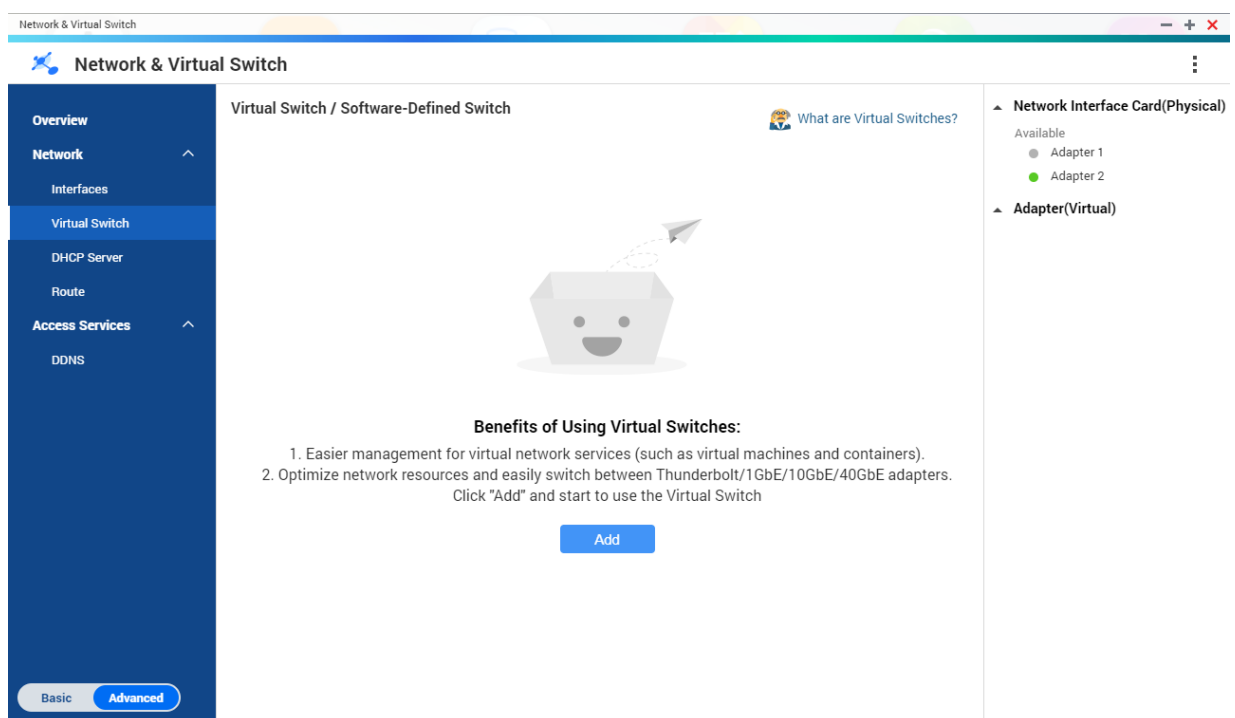 Network & Virtual Switch
Network & Virtual Switch
Overview
Network
Interfaces
Virtual Switch
DHCP Server
Route
Access Services
DDNS
Basic
Advanced
Virtual Switch / Software-Defined Switch
What are Virtual Switches?
Benefits of Using Virtual Switches:
1. Easier management for virtual network services (such as virtual machines and containers).
2. Optimize network resources and easily switch between Thunderbolt/1GbE/10GbE/40GbE adapters.
Click "Add" and start to use the Virtual Switch
Add
Network Interface Card(Physical)
Available
Adapter 1
Adapter 2
Adapter(Virtual)